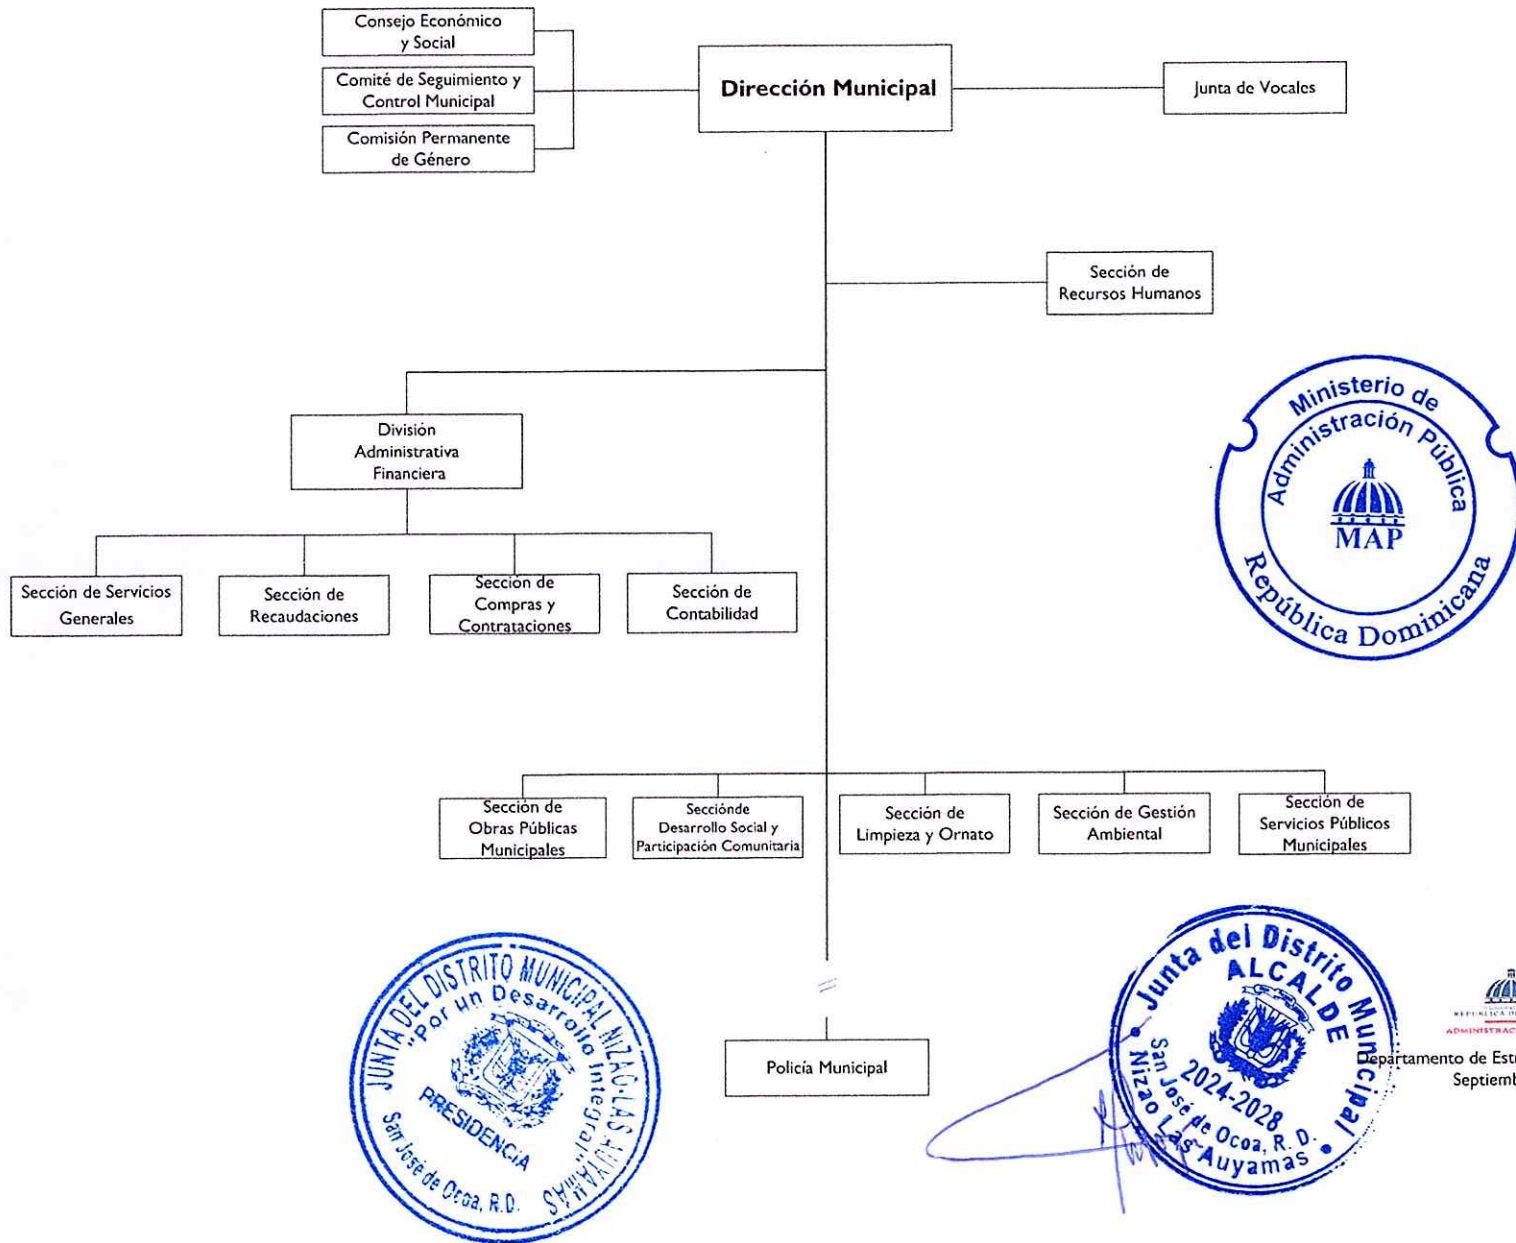 Consejo Económico
y Social
Comité de Seguimiento y
Control Municipal
Comisión Permanente
de Género
Dirección Municipal
Junta de Vocales
Sección de
Recursos Humanos
División
Administrativa
Financiera
Sección de Servicios
Generales
Sección de
Recaudaciones
Sección de
Compras y
Contrataciones
Sección de
Contabilidad
Ministerio de
Administración Pública
MAP
República Dominicana
Sección de
Obras Públicas
Municipales
Secciónde
Desarrollo Social y
Participación Comunitaria
Sección de
Limpieza y Ornato
Sección de Gestión
Ambiental
Sección de
Servicios Públicos
Municipales
Policía Municipal
JUNTA DEL DISTRITO MUNICIPAL NIZAO-LAS AUYAMAS
"Por un Desarrollo Integral"
PRESIDENCIA
San José de Ocoa, R.D.
Junta del Distrito Municipal
ALCALDE
2024-2028
San José de Ocoa, R. D.
Nizao Las Auyamas
ADMINISTRAC
Departamento de Est
Septiemb